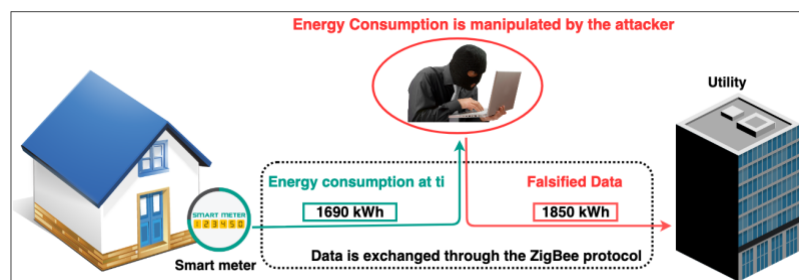 Energy Consumption is manipulated by the attacker
Utility
Energy consumption at ti
Falsified Data
1690 kWh
1850 kWh
SMART METER
123450
Smart meter
Data is exchanged through the ZigBee protocol